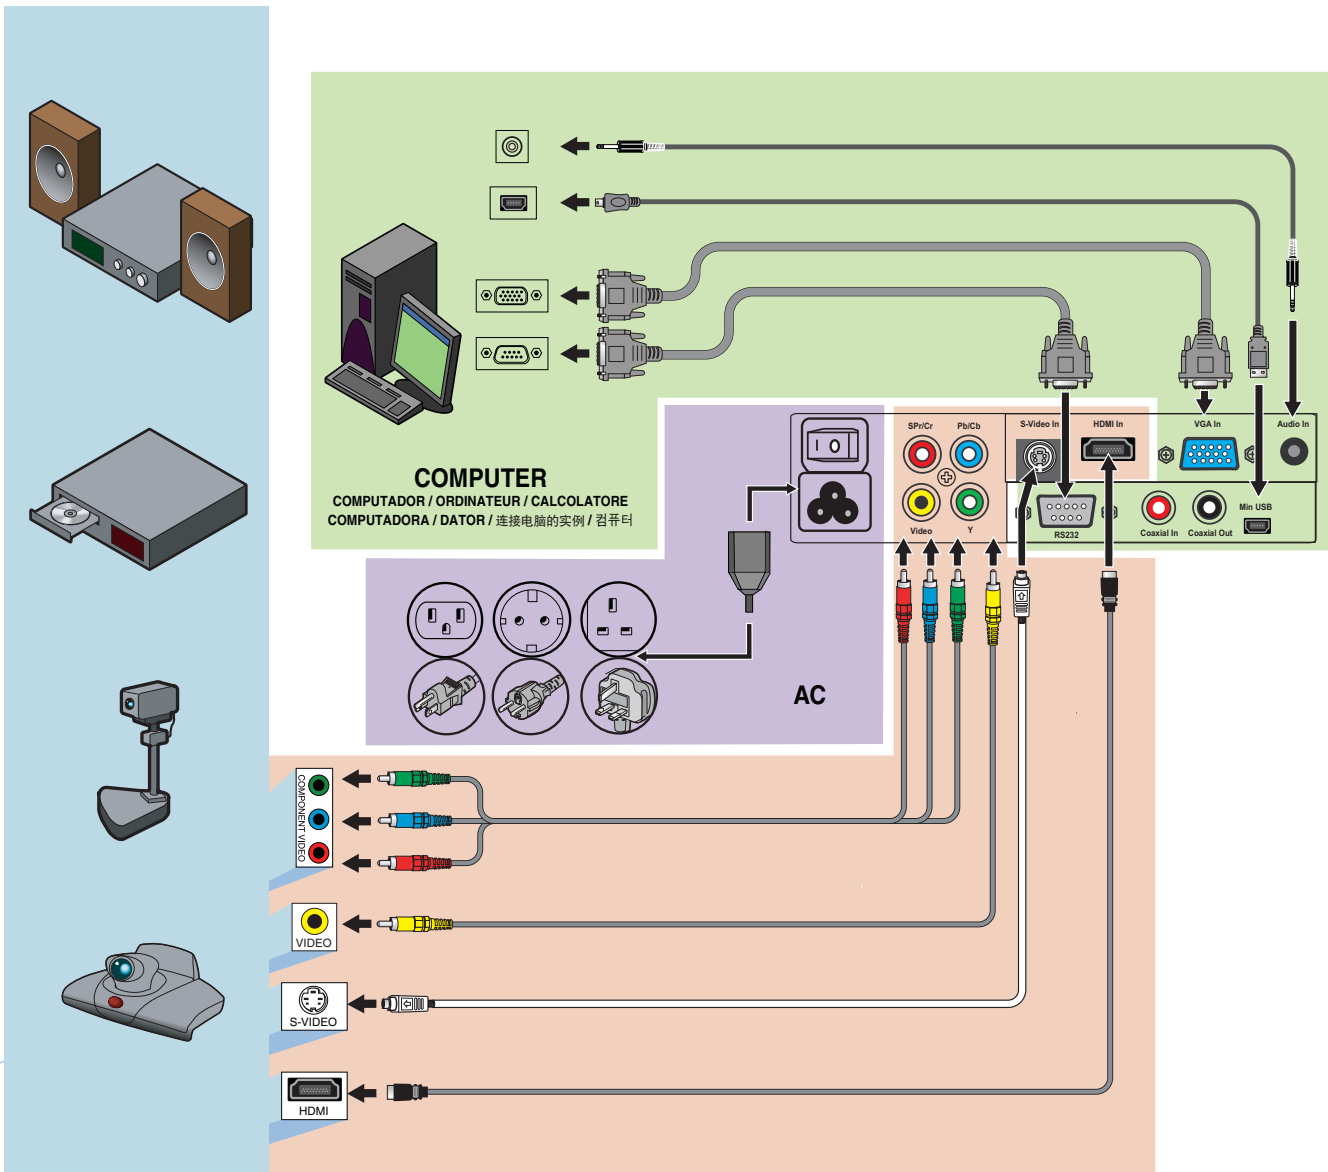 COMPUTER
COMPUTADOR / ORDINATEUR / CALCOLATORE
COMPUTADORA / DATOR / 连接电脑的实例 / 컴퓨터
SPr/Cr
Pb/Cb
S-Video In
HDMI In
VGA In
Audio In
Video
Y
RS232
Coaxial In
Coaxial Out
Min USB
AC
COMPONENT VIDEO
VIDEO
S-VIDEO
HDMI